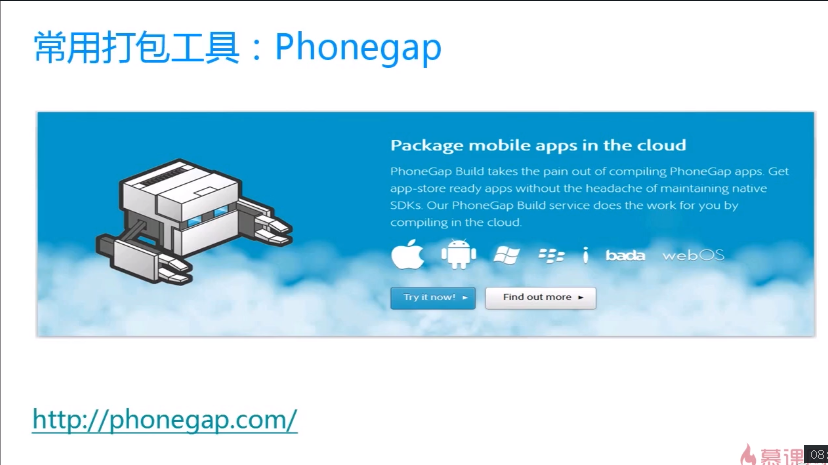 常用打包工具：Phonegap
Package mobile apps in the cloud
PhoneGap Build takes the pain out of compiling PhoneGap apps. Get
app-store ready apps without the headache of maintaining native
SDKs. Our PhoneGap Build service does the work for you by
compiling in the cloud.
bada webOS
Try it now! ► Find out more ►
http://phonegap.com/
慕课
08: